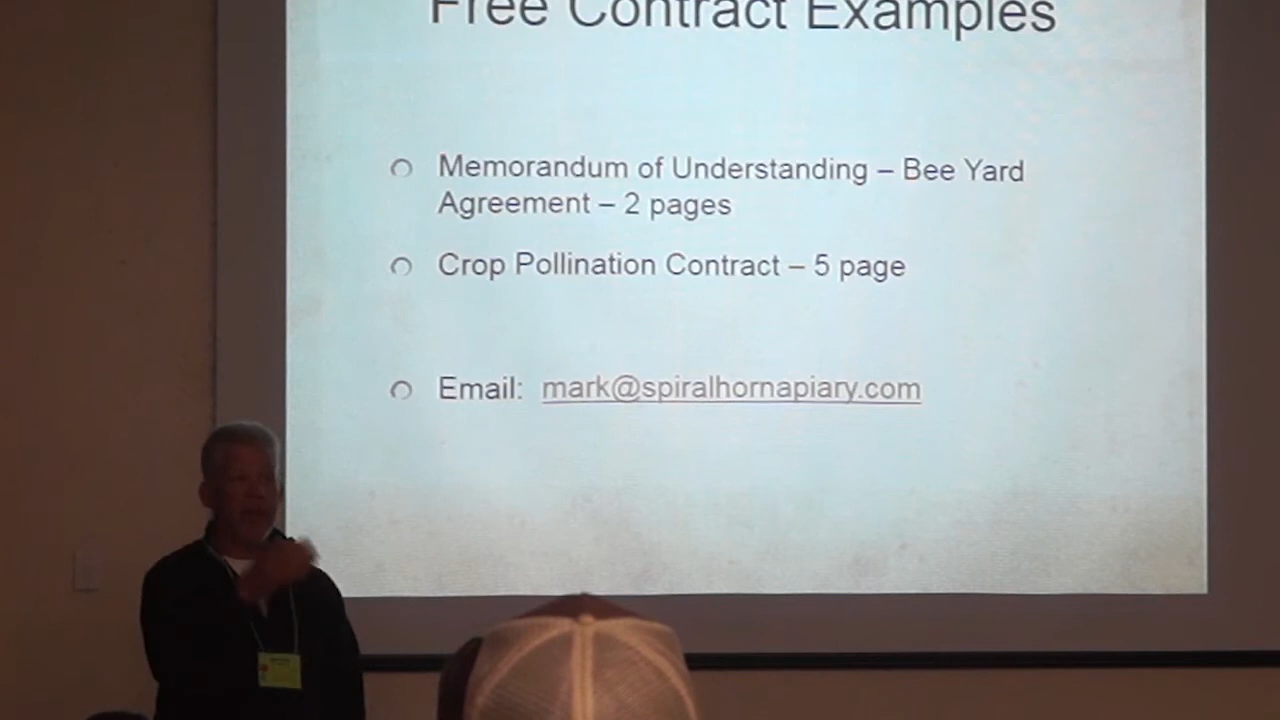 Free Contract Examples
Memorandum of Understanding – Bee Yard
Agreement – 2 pages
Crop Pollination Contract – 5 page
Email: mark@spiralhornapiary.com